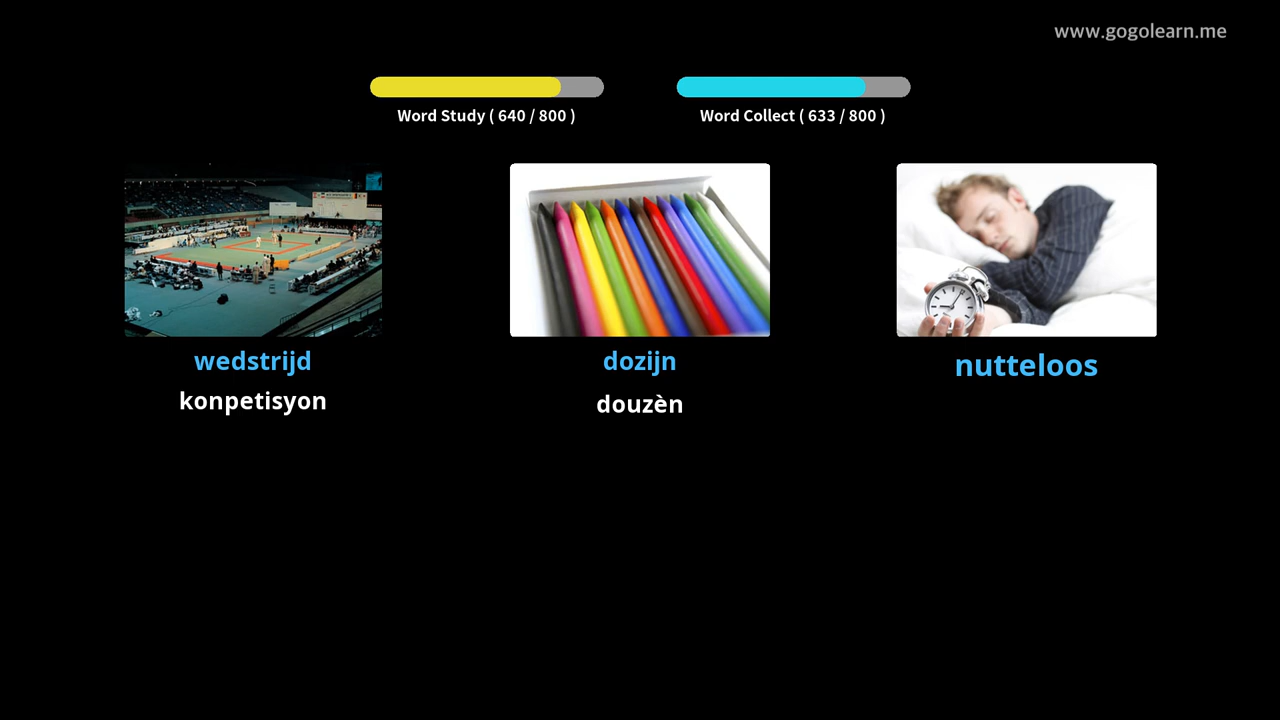 www.gogolearn.me
Word Study ( 640 / 800 )
Word Collect ( 633 / 800 )
wedstrijd
dozijn
nutteloos
konpetisyon
douzèn